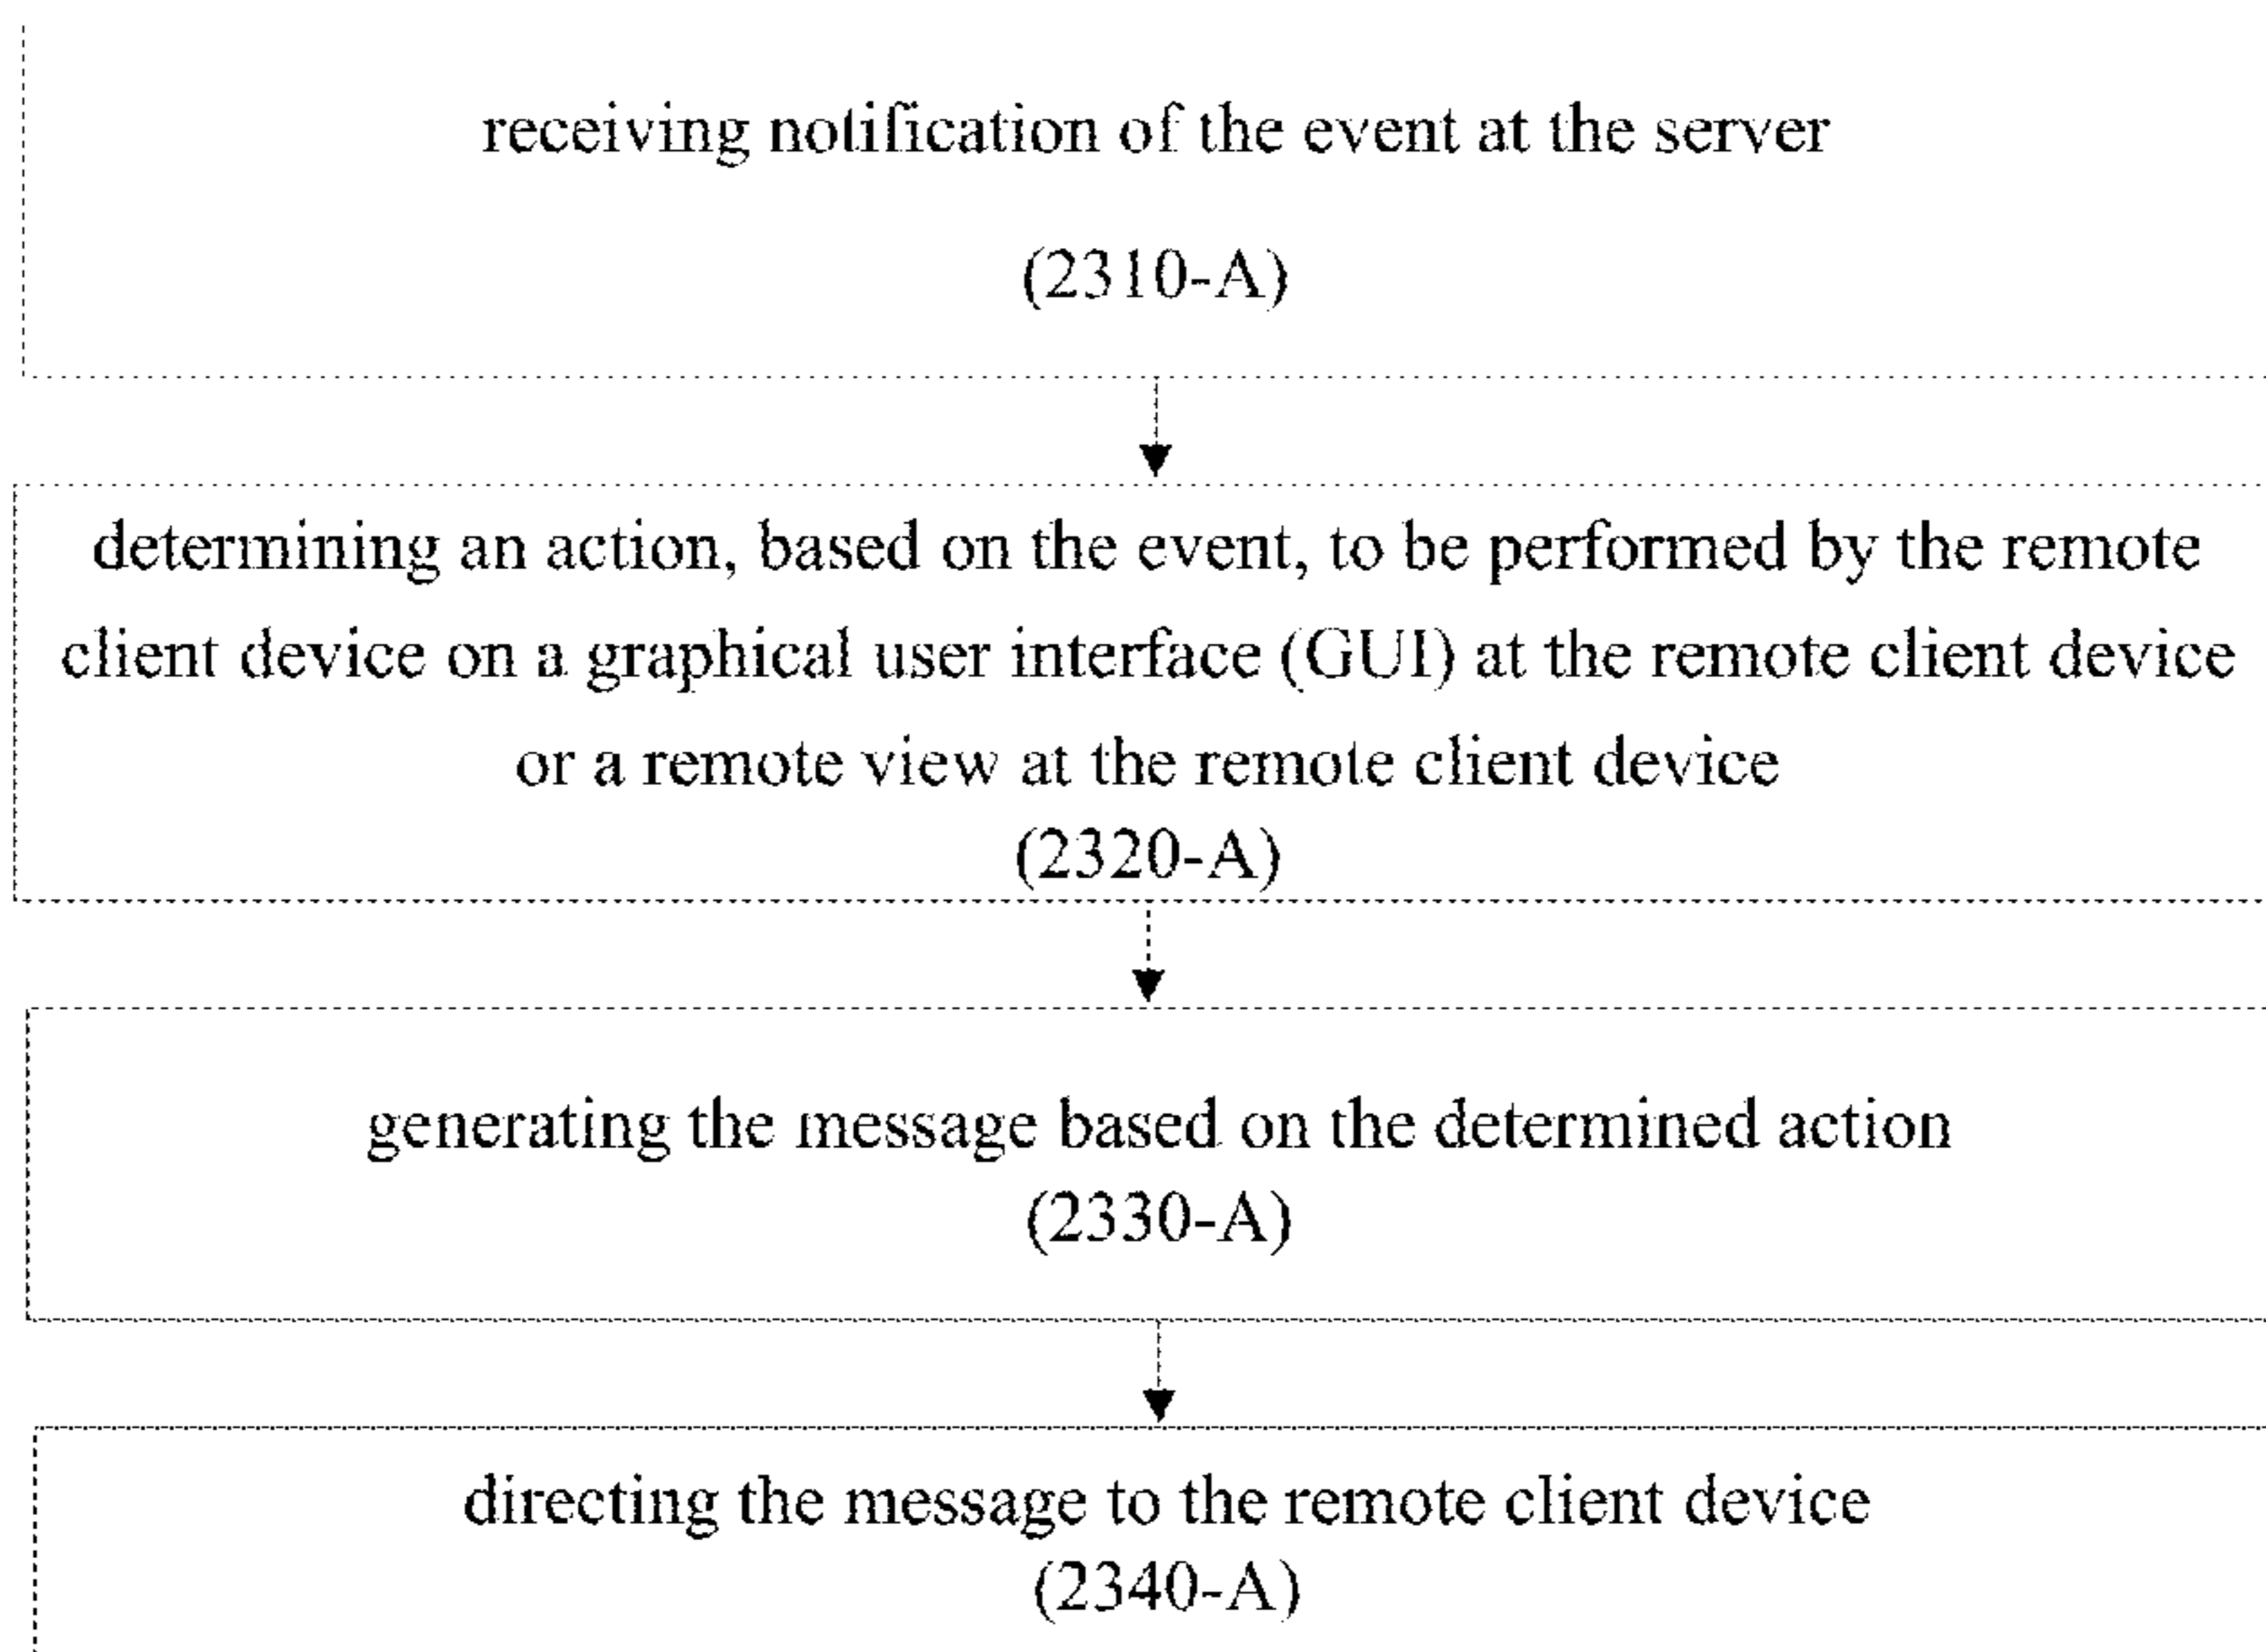 receiving notification of the event at the server
(2310-A)
determining an action, based on the event, to be performed by the remote
client device on a graphical user interface (GUI) at the remote client device
or a remote view at the remote client device
(2320-A)
generating the message based on the determined action
(2330-A)
directing the message to the remote client device
(2340-A)